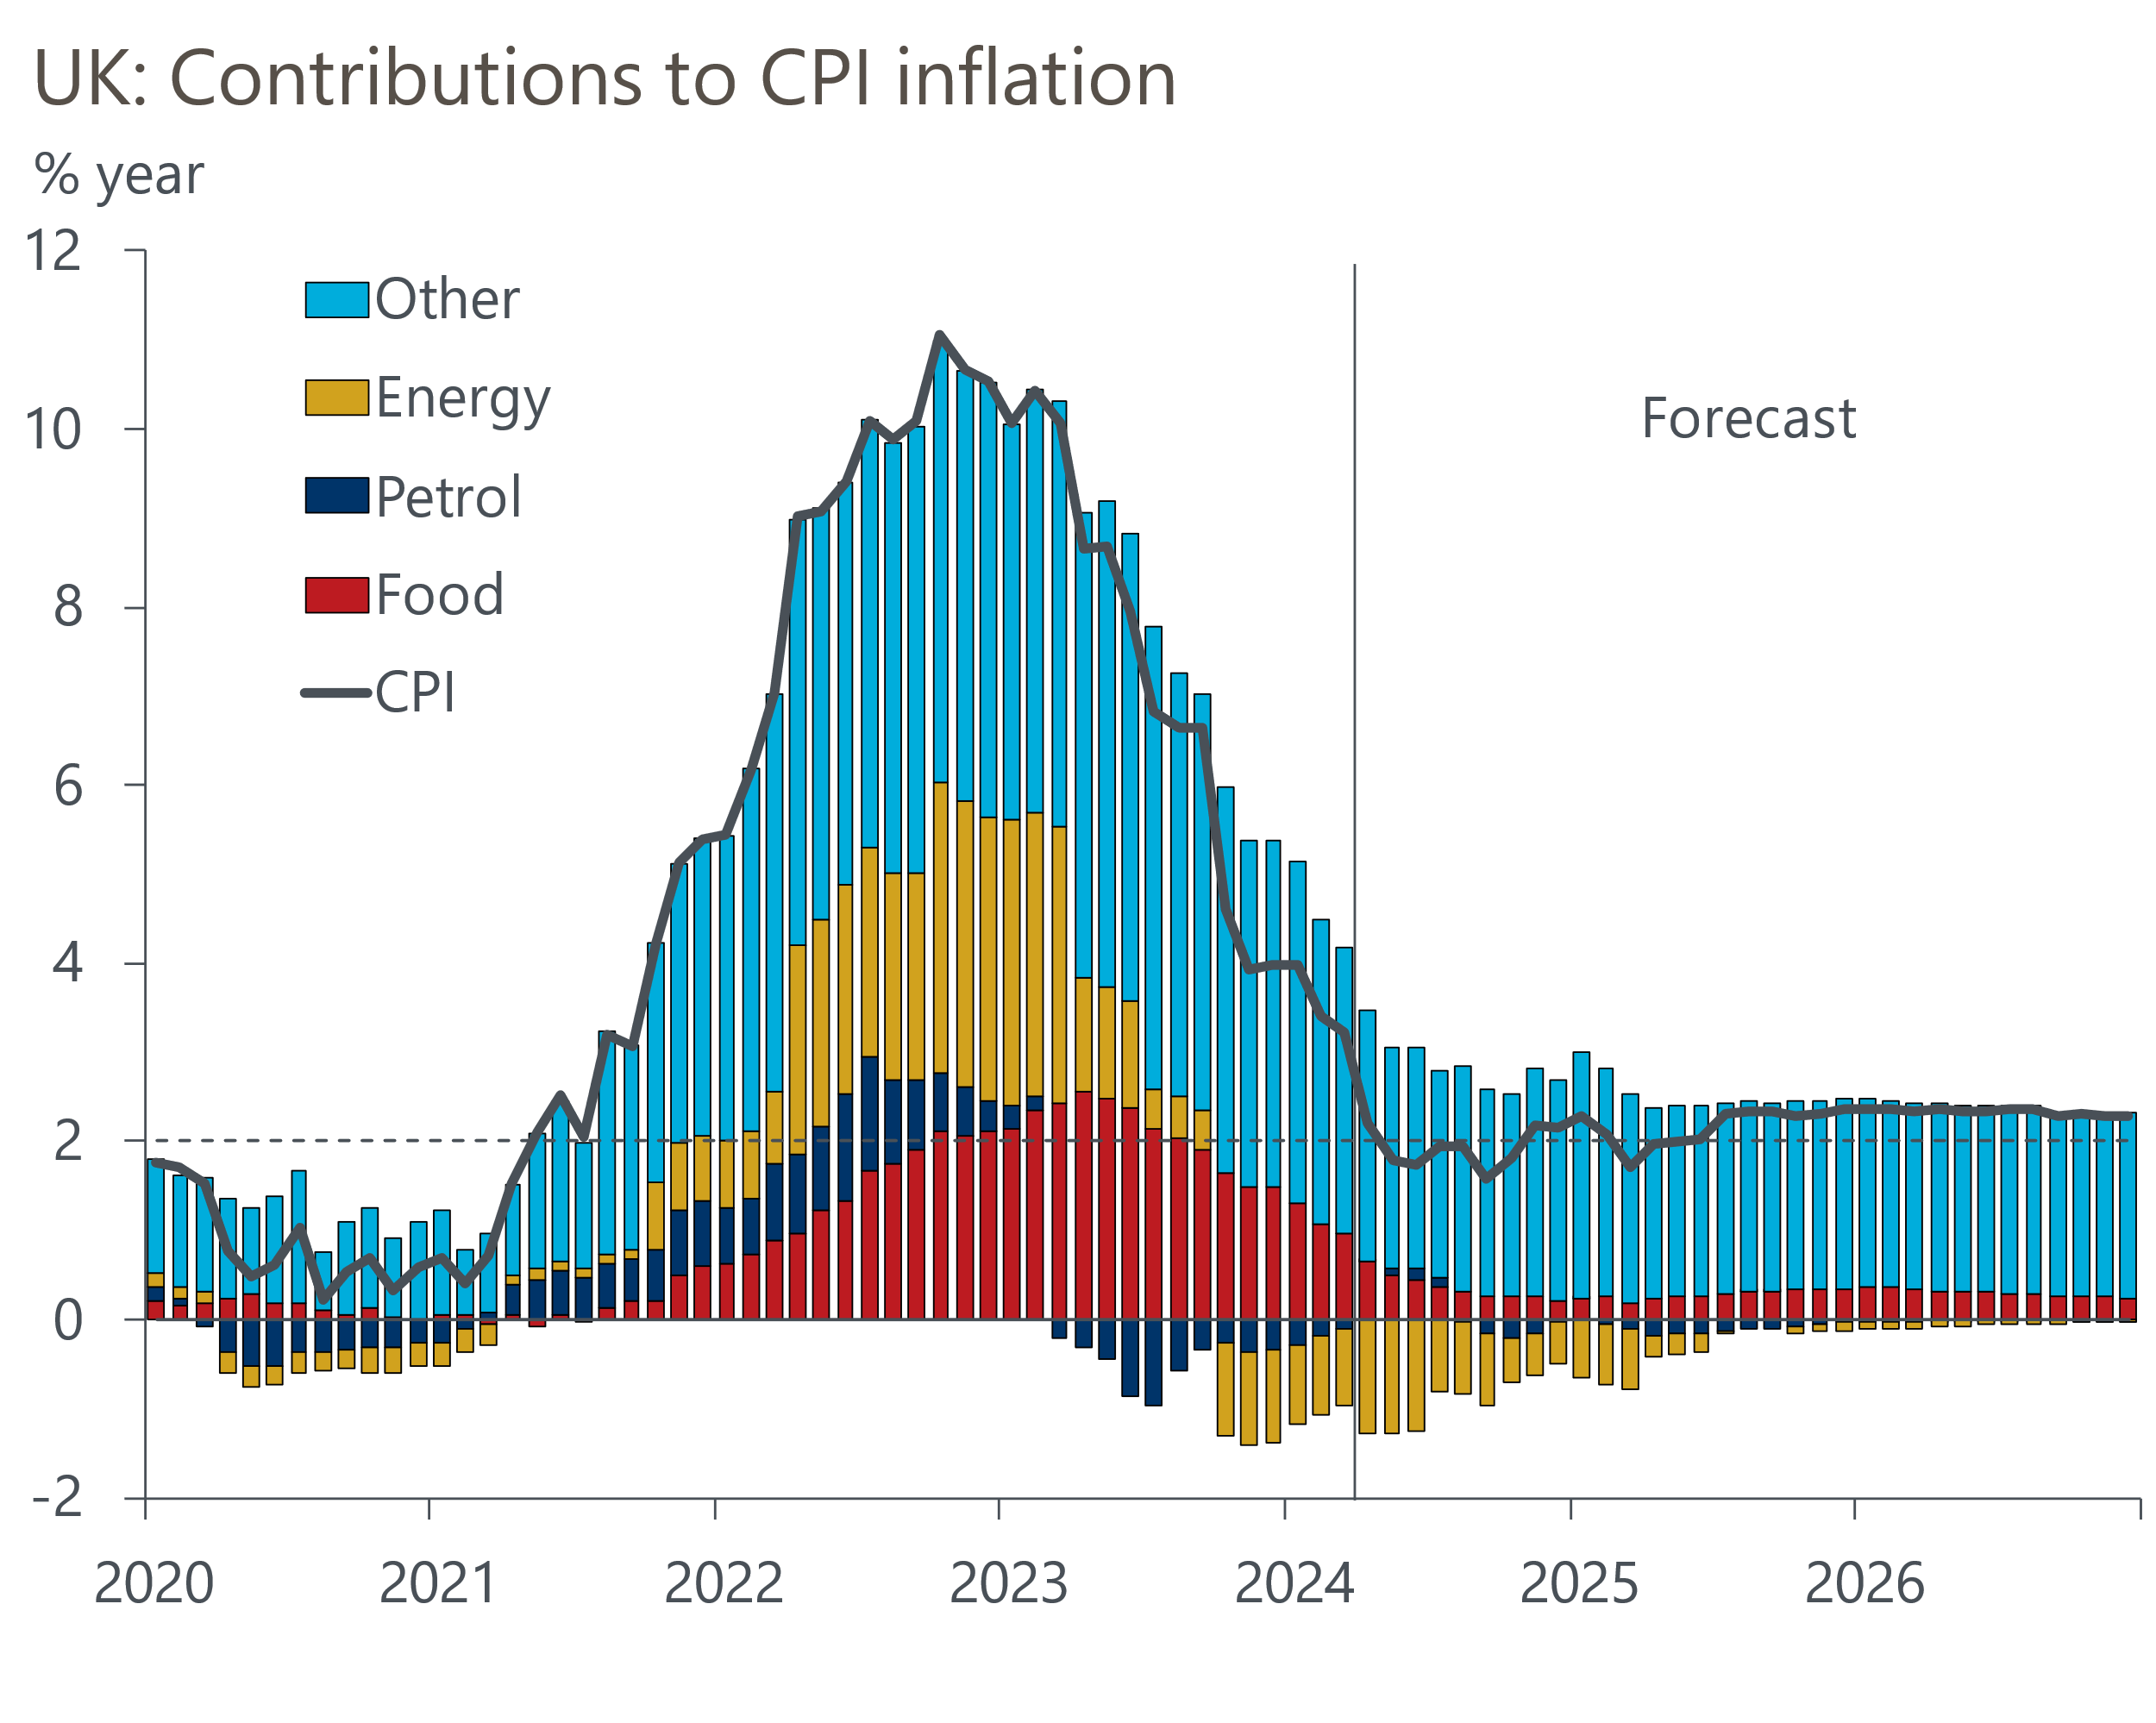 UK: Contributions to CPI inflation
% year
12
10
8
6
4
2
0
-2
Other
Energy
Petrol
Food
CPI
Forecast
2020 2021 2022 2023 2024 2025 2026